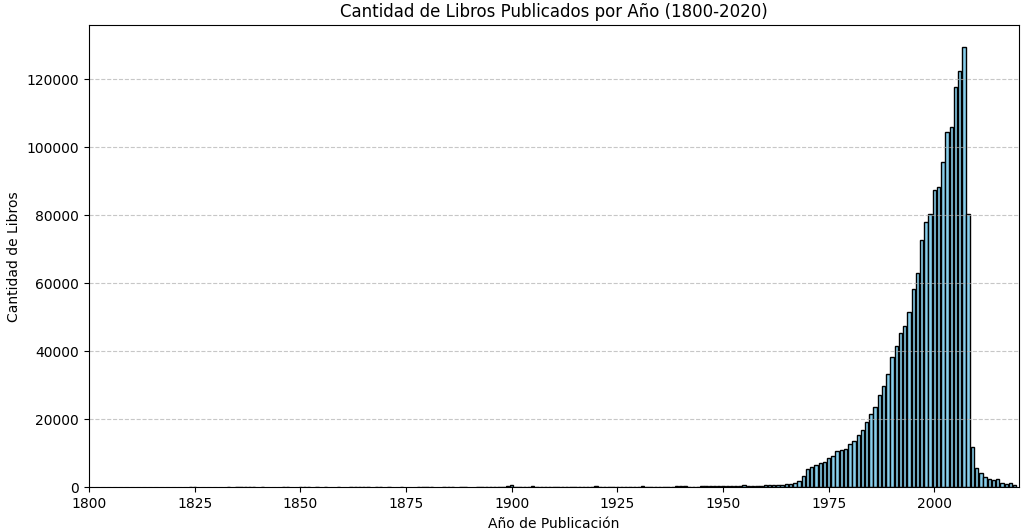 Cantidad de Libros Publicados por Año (1800-2020)
Cantidad de Libros
120000
100000
80000
60000
40000
20000
0
1800 1825 1850 1875 1900 1925 1950 1975 2000
Año de Publicación